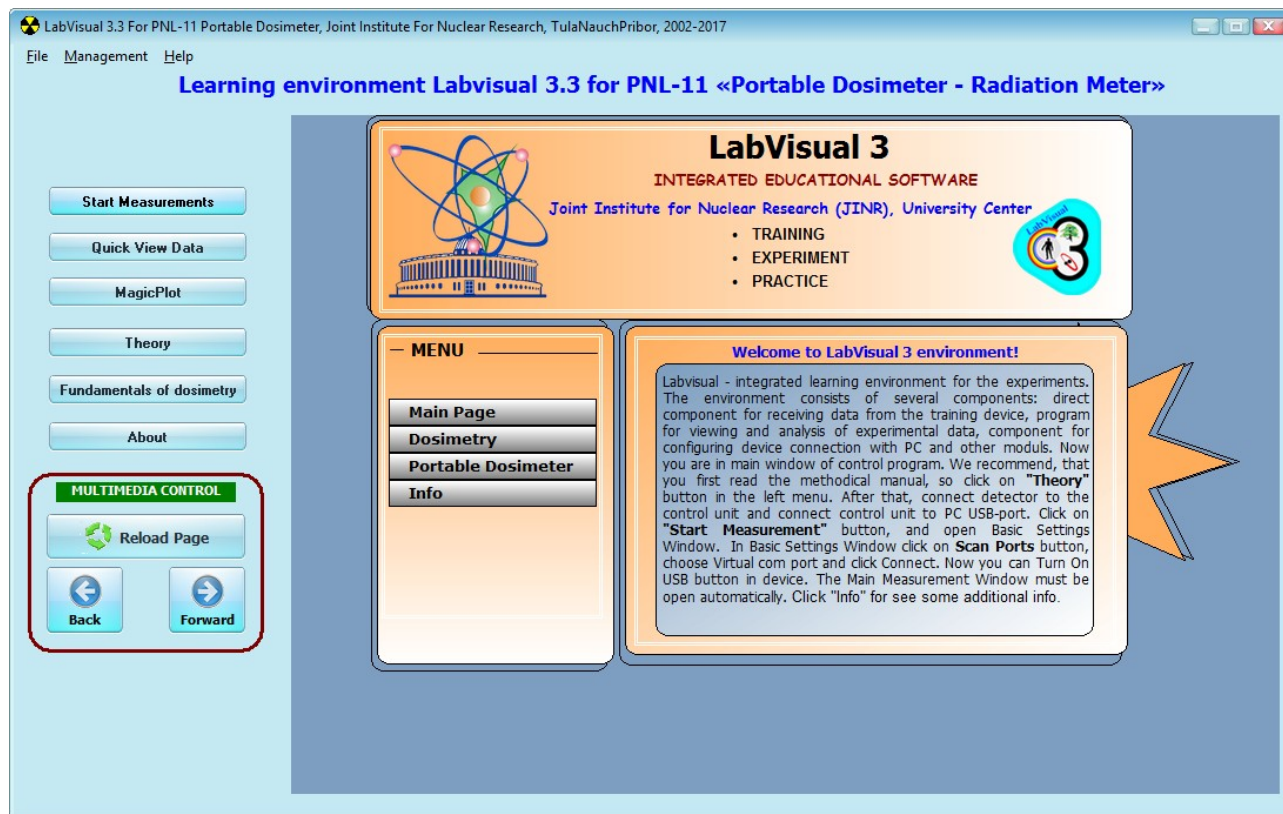 LabVisual 3.3 For PNL-11 Portable Dosimeter, Joint Institute For Nuclear Research, TulaNauchPribor, 2002-2017
File Management Help
Learning environment Labvisual 3.3 for PNL-11 «Portable Dosimeter - Radiation Meter»
Start Measurements
Quick View Data
MagicPlot
Theory
Fundamentals of dosimetry
About
MULTIMEDIA CONTROL
Reload Page
Back
Forward
LabVisual 3
INTEGRATED EDUCATIONAL SOFTWARE
Joint Institute for Nuclear Research (JINR), University Center
• TRAINING
• EXPERIMENT
• PRACTICE
LabVisual
3
MENU
Main Page
Dosimetry
Portable Dosimeter
Info
Welcome to LabVisual 3 environment!
Labvisual - integrated learning environment for the experiments.
The environment consists of several components: direct
component for receiving data from the training device, program
for viewing and analysis of experimental data, component for
configuring device connection with PC and other moduls. Now
you are in main window of control program. We recommend, that
you first read the methodical manual, so click on "Theory"
button in the left menu. After that, connect detector to the
control unit and connect control unit to PC USB-port. Click on
"Start Measurement" button, and open Basic Settings
Window. In Basic Settings Window click on Scan Ports button,
choose Virtual com port and click Connect. Now you can Turn On
USB button in device. The Main Measurement Window must be
open automatically. Click "Info" for see some additional info.